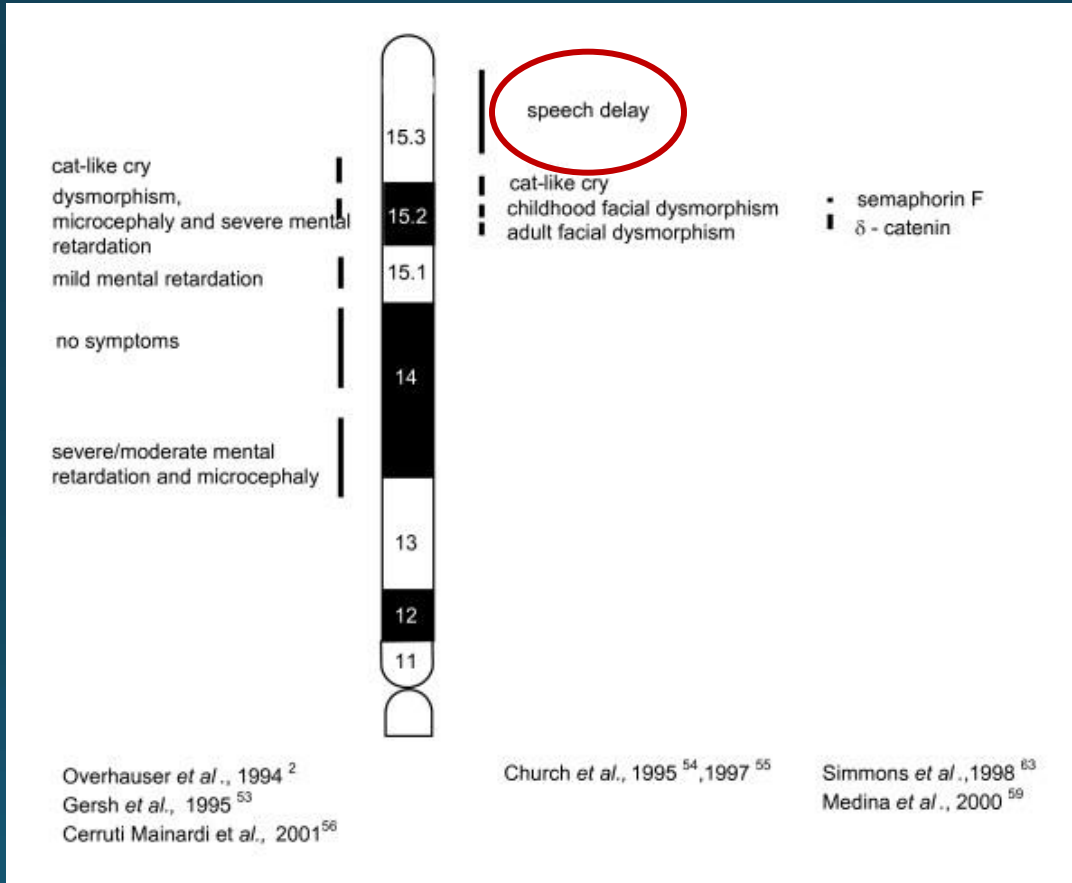 cat-like cry
dysmorphism,
microcephaly and severe mental
retardation
mild mental retardation
no symptoms
severe/moderate mental
retardation and microcephaly
15.3
15.2
15.1
14
13
12
11
speech delay
cat-like cry
childhood facial dysmorphism
adult facial dysmorphism
semaphorin F
δ - catenin
Overhauser et al., 1994 2
Gersh et al., 1995 53
Cerruti Mainardi et al., 2001 56
Church et al., 1995 54,1997 55
Simmons et al.,1998 63
Medina et al., 2000 59